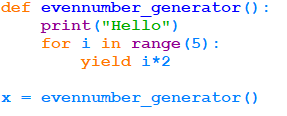 def evennumber_generator():
    print("Hello")
    for i in range(5):
        yield i*2
x = evennumber_generator()